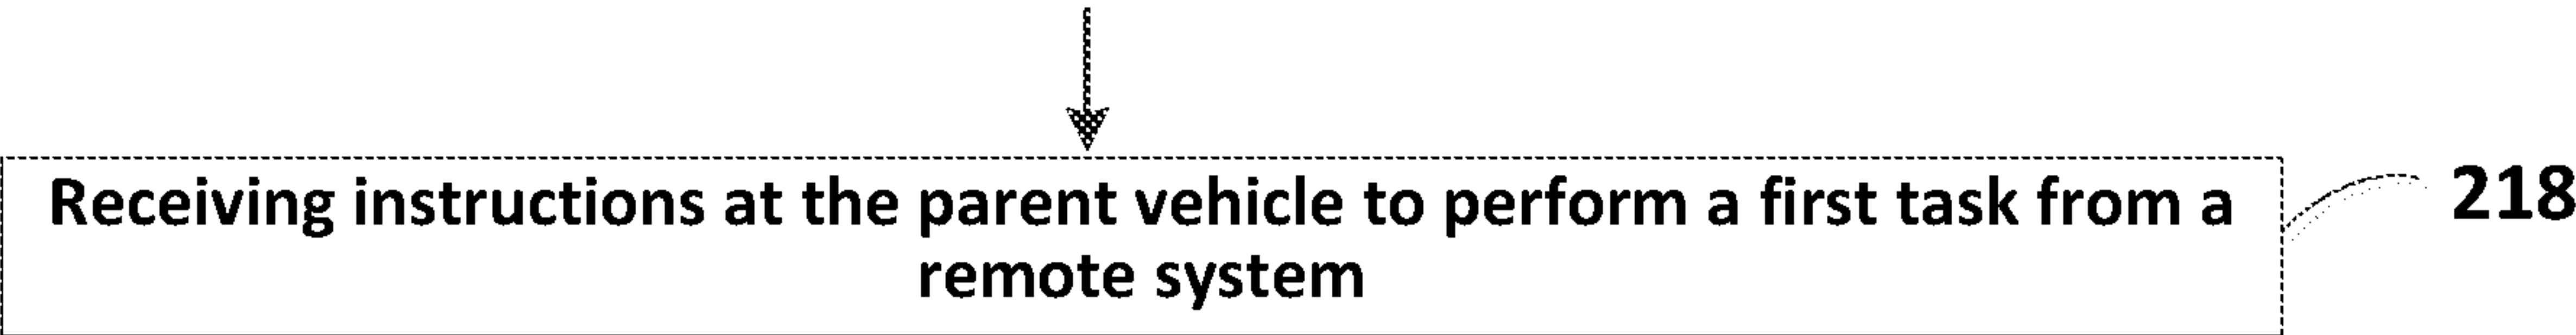 Receiving instructions at the parent vehicle to perform a first task from a
remote system
218